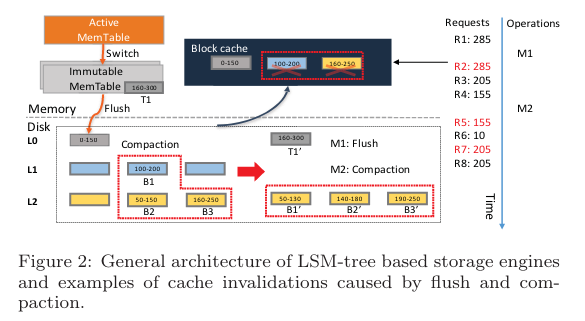 Active
MemTable
Switch
Immutable
MemTable
160-300
T1
Flush
Memory
Disk
Block cache
0-150
100-200
160-250
Requests
Operations
R1: 285
M1
R2: 285
R3: 205
R4: 155
M2
R5: 155
R6: 10
R7: 205
R8: 205
Time
L0
0-150
Compaction
160-300
T1’
M1: Flush
M2: Compaction
L1
100-200
B1
L2
50-150
B2
160-250
B3
50-130
B1’
140-180
B2’
190-250
B3’
Figure 2: General architecture of LSM-tree based storage engines
and examples of cache invalidations caused by flush and com-
paction.